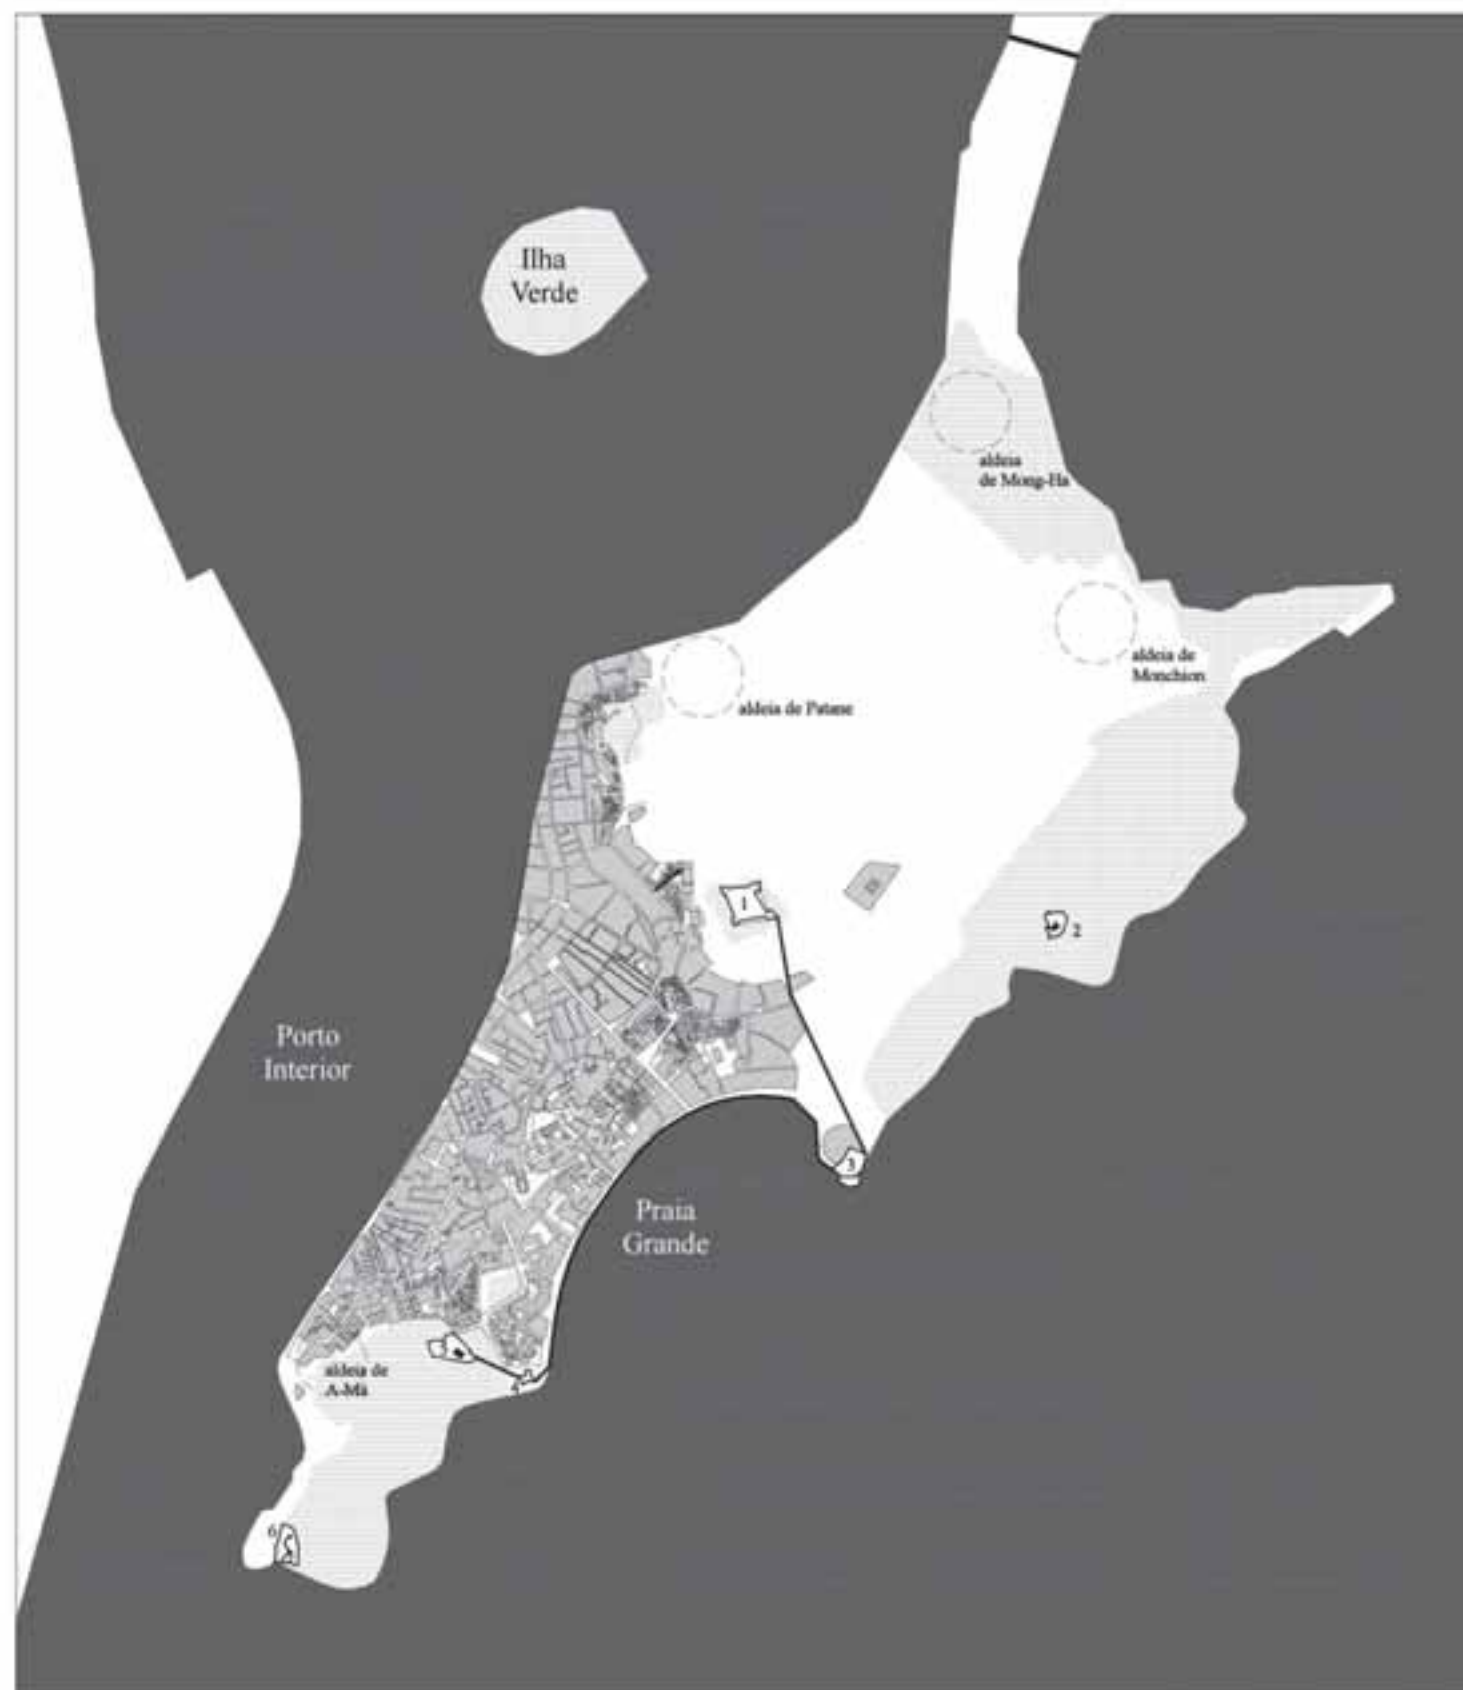 Ilha
Verde
aldeia
de Mong-Ha
aldeia de
Monchion
aldeia de Patane
1
2
Porto
Interior
3
Praia
Grande
aldeia de
A-Má
4
6